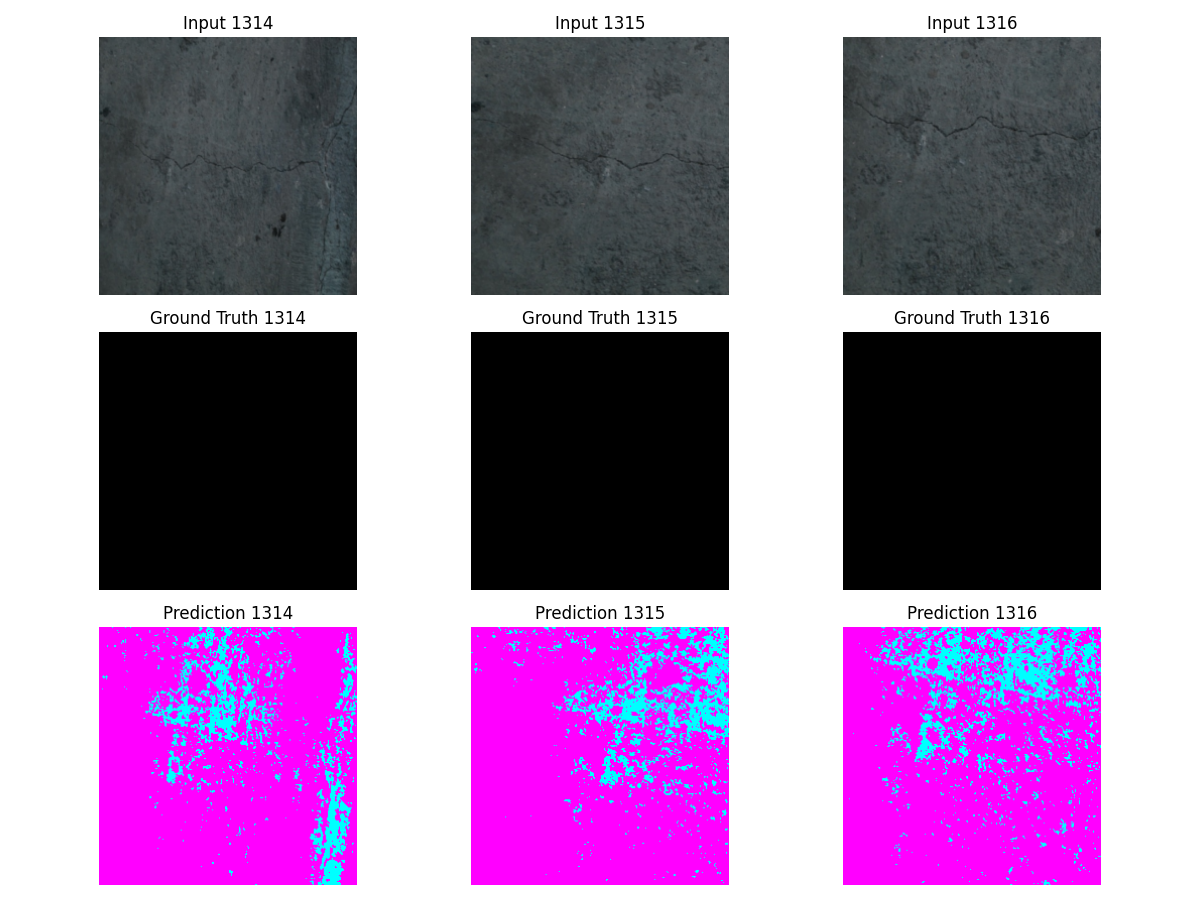 Input 1314
Input 1315
Input 1316
Ground Truth 1314
Ground Truth 1315
Ground Truth 1316
Prediction 1314
Prediction 1315
Prediction 1316